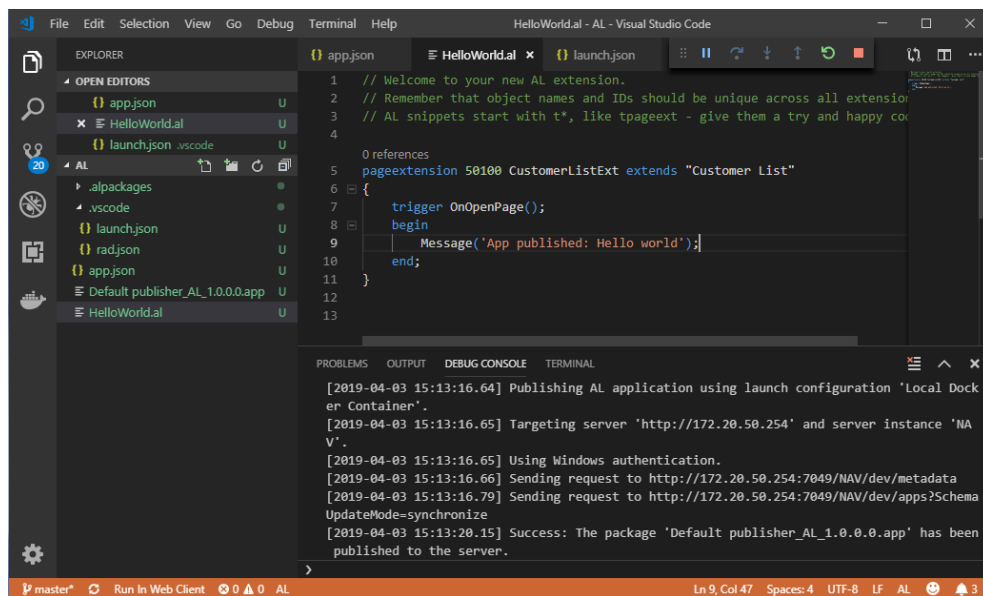 File Edit Selection View Go Debug Terminal Help HelloWorld.al - AL - Visual Studio Code
EXPLORER
OPEN EDITORS
{} app.json U
HelloWorld.al U
{} launch.json .vscode U
20
AL
.alpackages
.vscode
{} launch.json U
{} rad.json U
{} app.json U
Default publisher_AL_1.0.0.0.app U
HelloWorld.al U
{} app.json HelloWorld.al {} launch.json ...
1 // Welcome to your new AL extension.
2 // Remember that object names and IDs should be unique across all extension
3 // AL snippets start with t*, like tpageext - give them a try and happy co
4
0 references
5 pageextension 50100 CustomerListExt extends "Customer List"
6 {
7 trigger OnOpenPage();
8 begin
9 Message('App published: Hello world');
10 end;
11 }
12
13
PROBLEMS OUTPUT DEBUG CONSOLE TERMINAL
[2019-04-03 15:13:16.64] Publishing AL application using launch configuration 'Local Dock
er Container'.
[2019-04-03 15:13:16.65] Targeting server 'http://172.20.50.254' and server instance 'NA
V'.
[2019-04-03 15:13:16.65] Using Windows authentication.
[2019-04-03 15:13:16.66] Sending request to http://172.20.50.254:7049/NAV/dev/metadata
[2019-04-03 15:13:16.79] Sending request to http://172.20.50.254:7049/NAV/dev/apps?Schema
UpdateMode=synchronize
[2019-04-03 15:13:20.15] Success: The package 'Default publisher_AL_1.0.0.0.app' has been
published to the server.
master* Run In Web Client 0 0 AL Ln 9, Col 47 Spaces: 4 UTF-8 LF AL 3